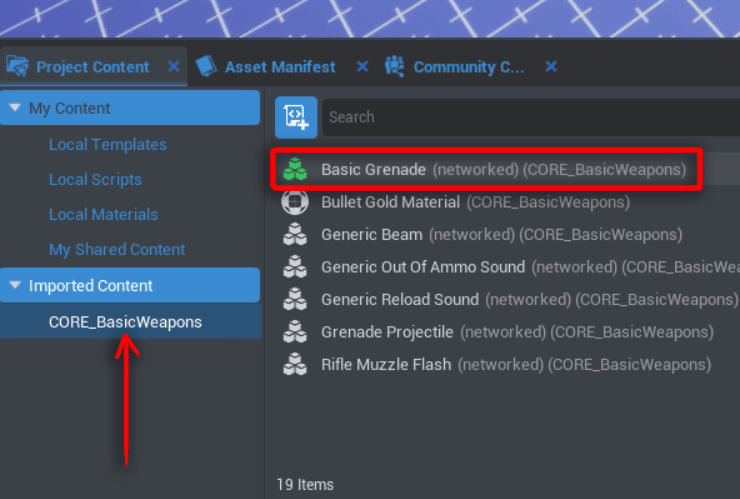 Project Content
Asset Manifest
Community C...
My Content
Local Templates
Local Scripts
Local Materials
My Shared Content
Imported Content
CORE_BasicWeapons
Search
Basic Grenade (networked) (CORE_BasicWeapons)
Bullet Gold Material (CORE_BasicWeapons)
Generic Beam (networked) (CORE_BasicWeapons)
Generic Out Of Ammo Sound (networked) (CORE_BasicWea
Generic Reload Sound (networked) (CORE_BasicWeapons)
Grenade Projectile (networked) (CORE_BasicWeapons)
Rifle Muzzle Flash (networked) (CORE_BasicWeapons)
19 Items